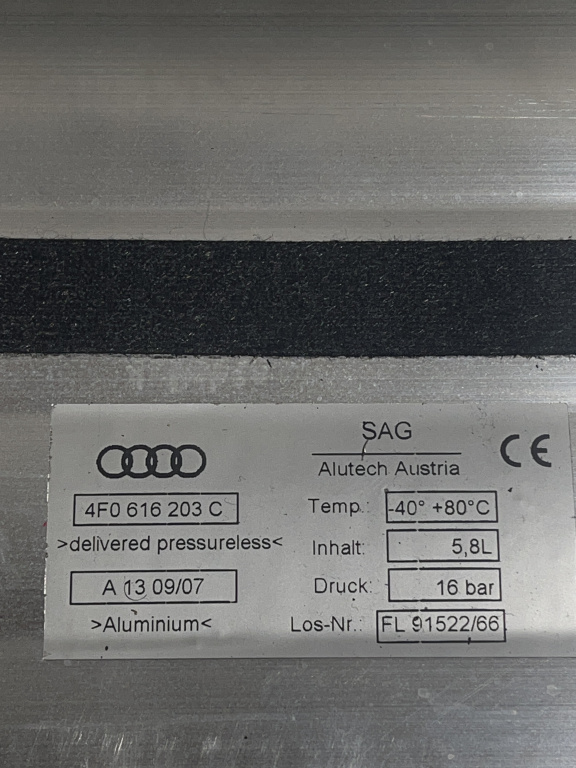 4F0 616 203 C
>delivered pressureless<
A 13 09/07
>Aluminium<
SAG
Alutech Austria
CE
Temp.: -40° +80°C
Inhalt: 5,8L
Druck: 16 bar
Los-Nr.: FL 91522/66